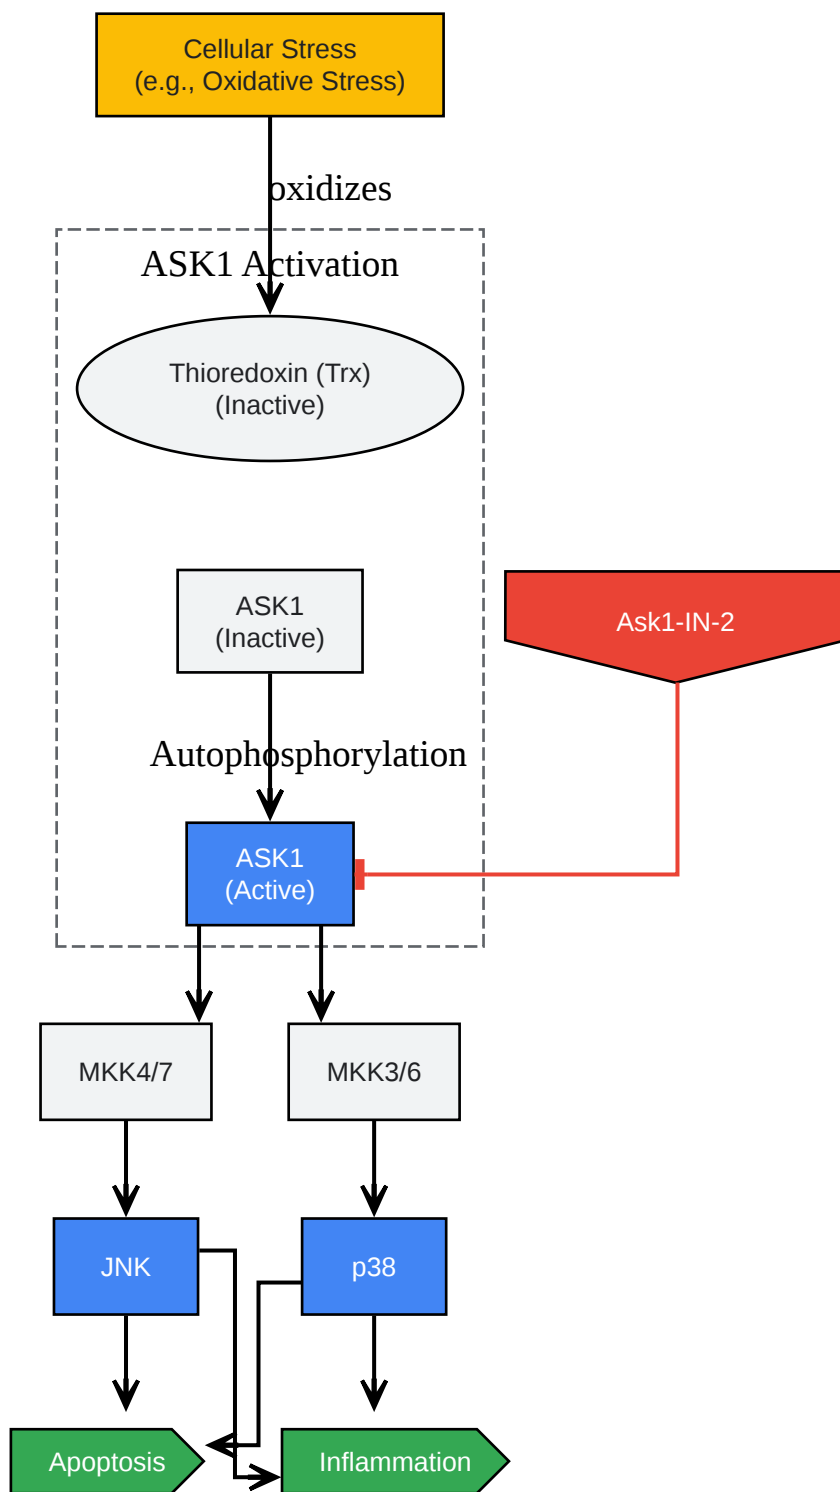 Cellular Stress
(e.g., Oxidative Stress)
oxidizes
ASK1 Activation
Thioredoxin (Trx)
(Inactive)
ASK1
(Inactive)
Ask1-IN-2
Autophosphorylation
ASK1
(Active)
MKK4/7
MKK3/6
JNK
p38
Apoptosis
Inflammation